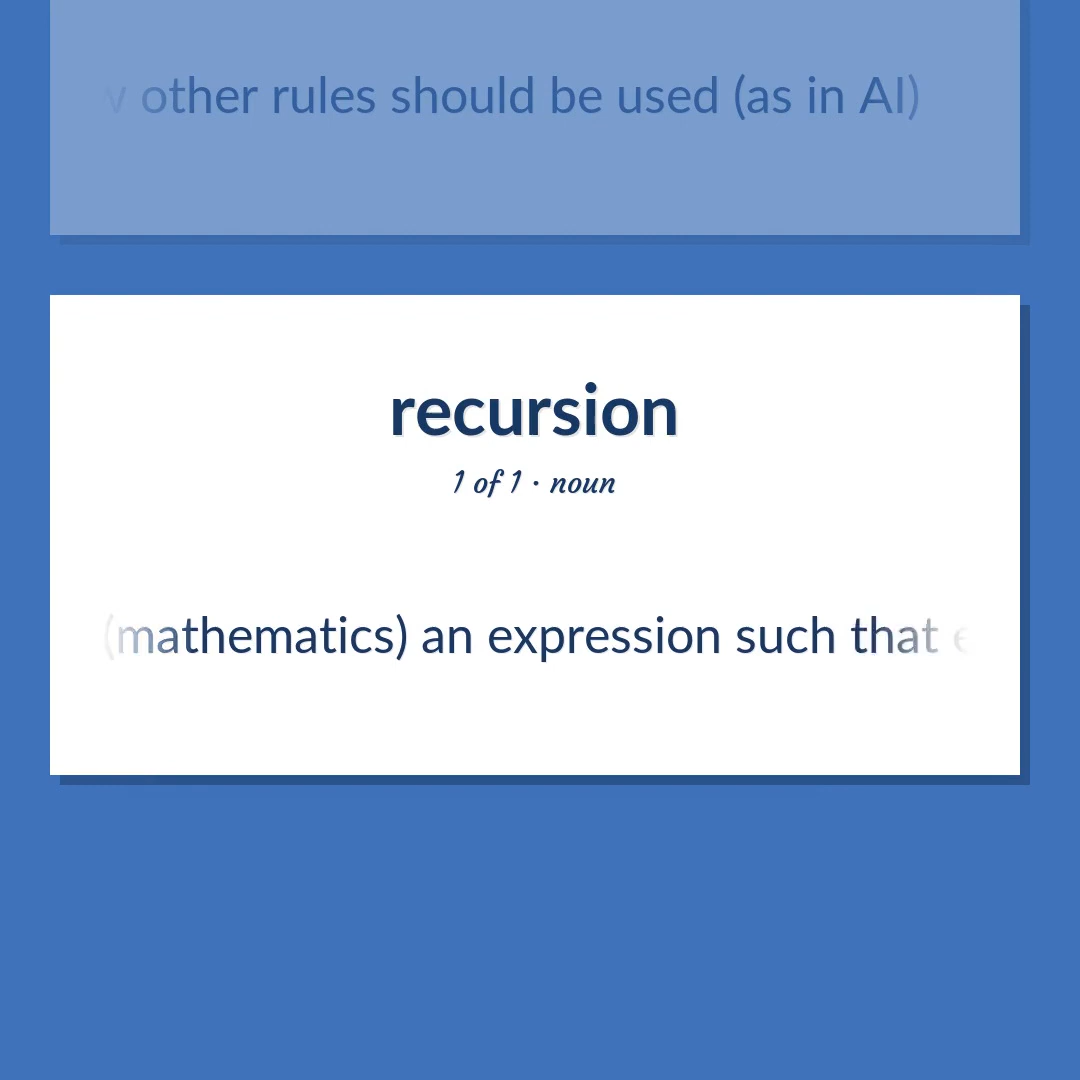 other rules should be used (as in AI)
recursion
1 of 1 · noun
(mathematics) an expression such that